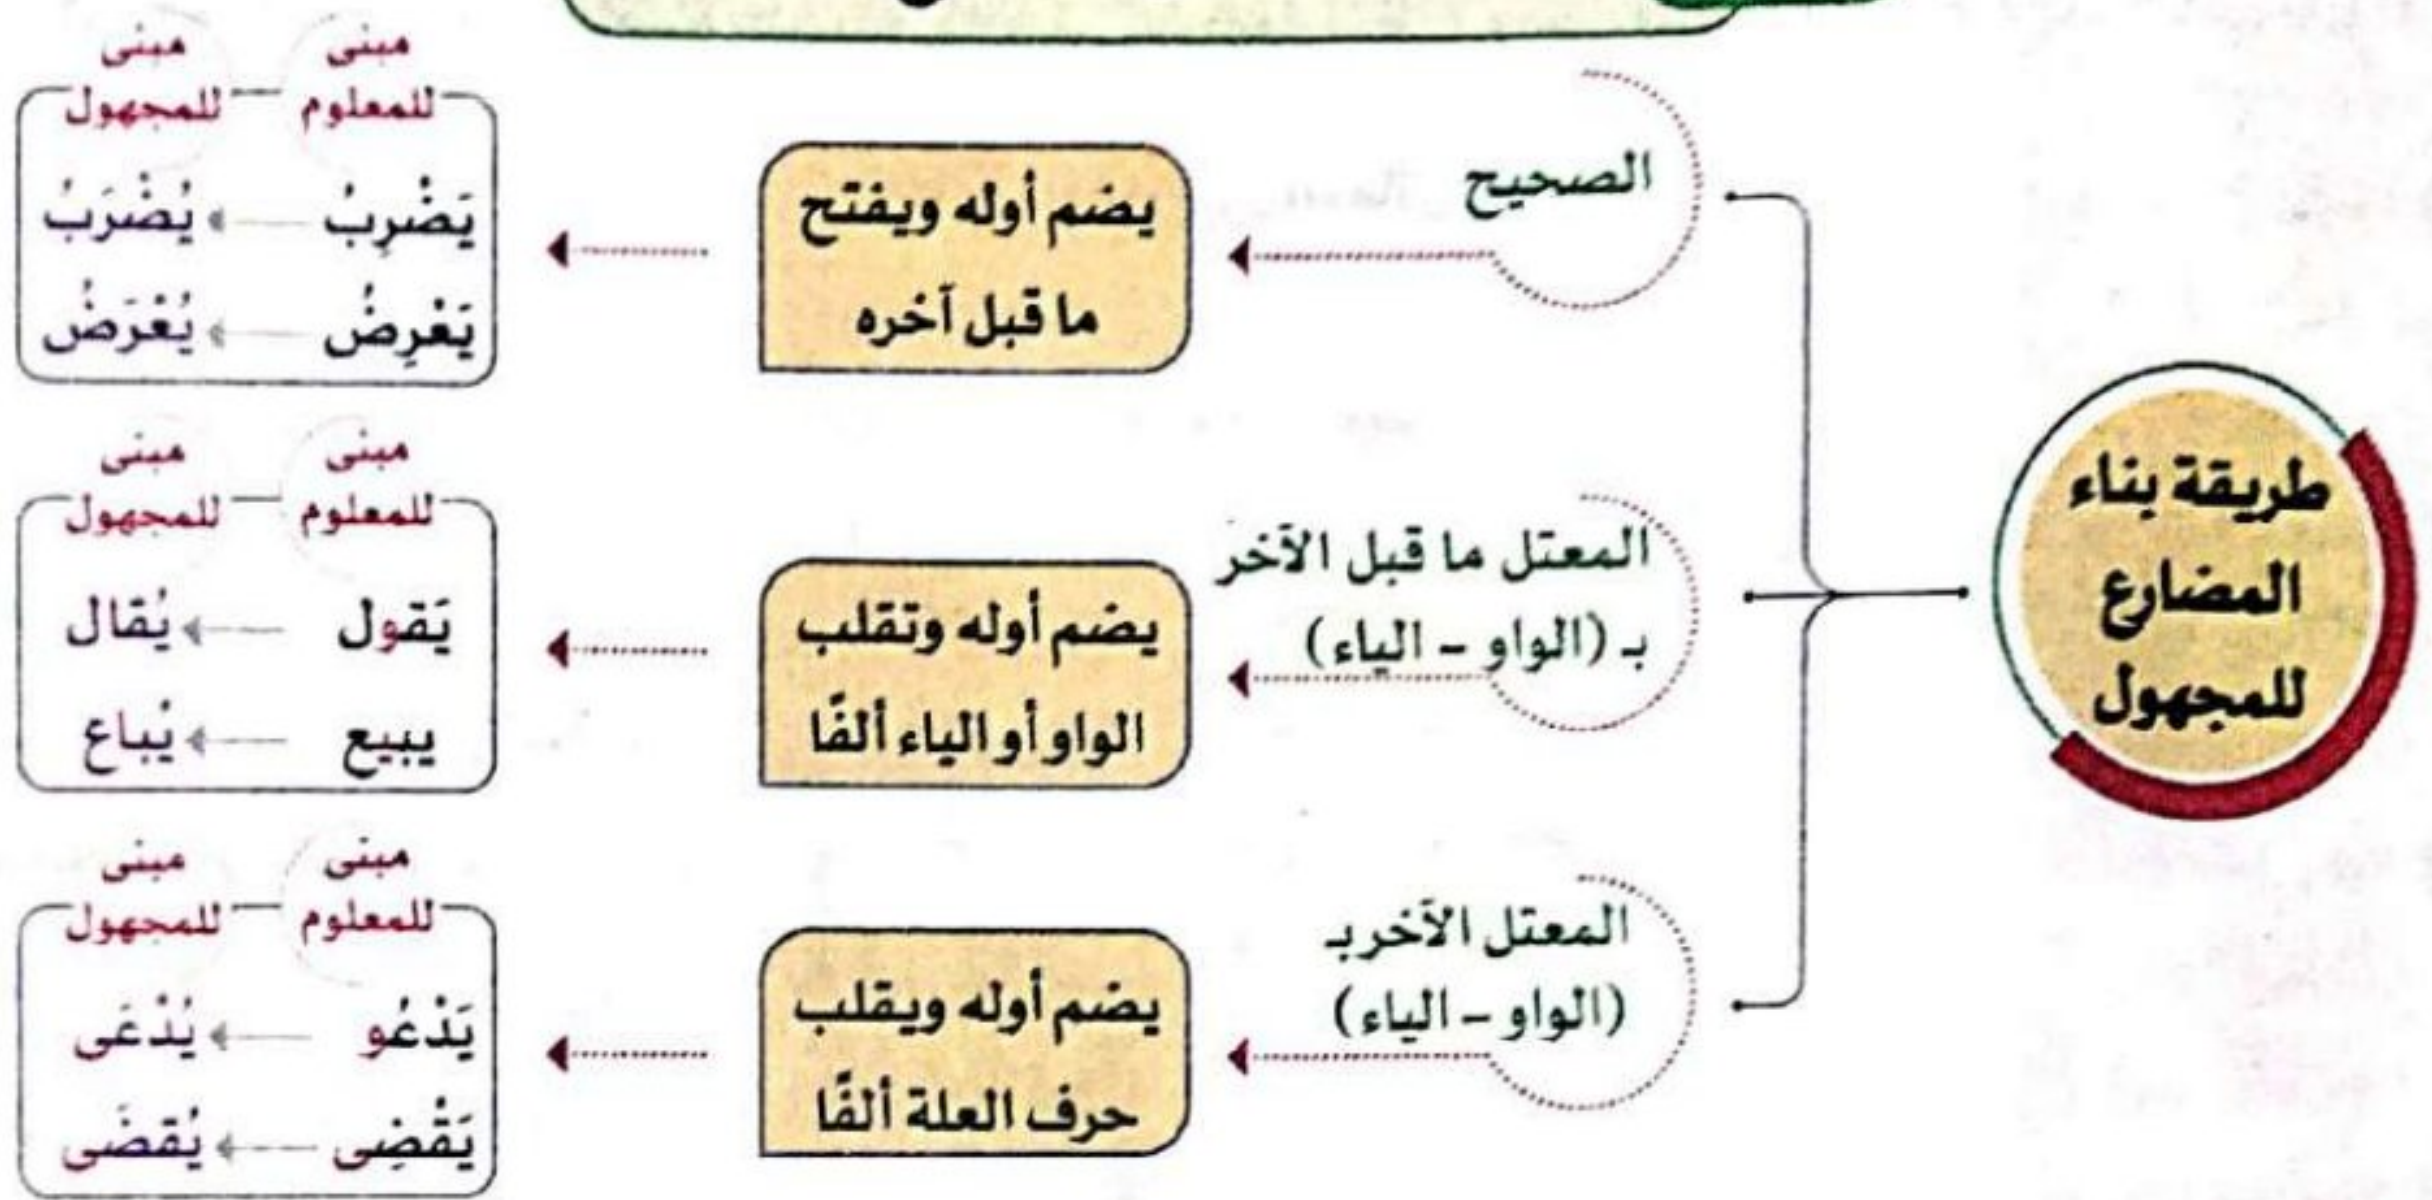 طريقة بناء
المضارع
للمجهول
الصحيح
يضم أوله ويفتح
ما قبل آخره
مبنى
للمعلوم
مبنى
للمجهول
يَضْرِبُ
يُضْرَبُ
يَعْرِضُ
يُعْرَضُ
المعتل ما قبل الآخر
بـ (الواو - الياء)
يضم أوله وتقلب
الواو أو الياء ألفًا
مبنى
للمعلوم
مبنى
للمجهول
يَقول
يُقال
يبيع
يُباع
المعتل الآخر بـ
(الواو - الياء)
يضم أوله ويقلب
حرف العلة ألفًا
مبنى
للمعلوم
مبنى
للمجهول
يَدْعُو
يُدْعَى
يَقْضِى
يُقضَى